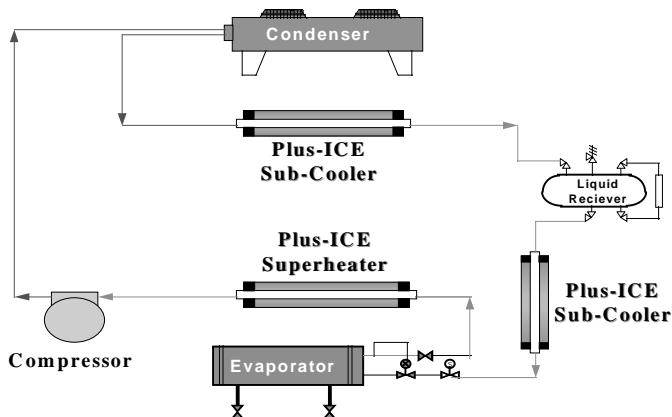 Condenser
Plus-ICE
Sub-Cooler
Liquid
Reciever
Plus-ICE
Superheater
Plus-ICE
Sub-Cooler
Compressor
Evaporator